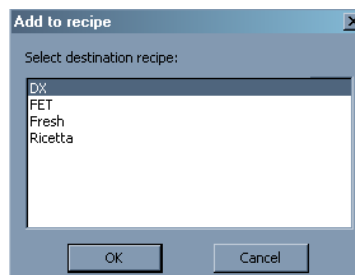 Add to recipe
Select destination recipe:
DX
FET
Fresh
Ricetta
OK
Cancel